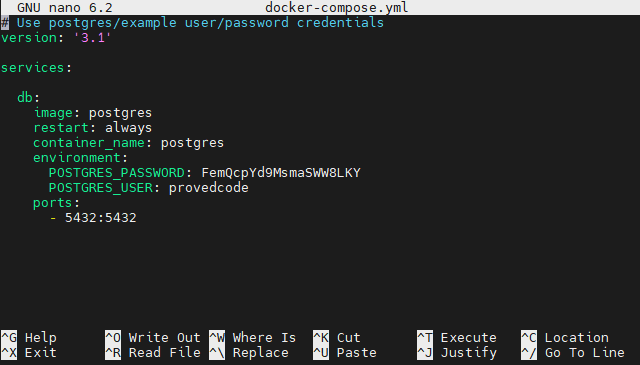 GNU nano 6.2 docker-compose.yml
# Use postgres/example user/password credentials
version: '3.1'
services:
db:
image: postgres
restart: always
container_name: postgres
environment:
POSTGRES_PASSWORD: FemQcpYd9MsmaSWW8LKY
POSTGRES_USER: provedcode
ports:
- 5432:5432
^G Help ^O Write Out ^W Where Is ^K Cut ^T Execute ^C Location
^X Exit ^R Read File ^\ Replace ^U Paste ^J Justify ^/ Go To Line